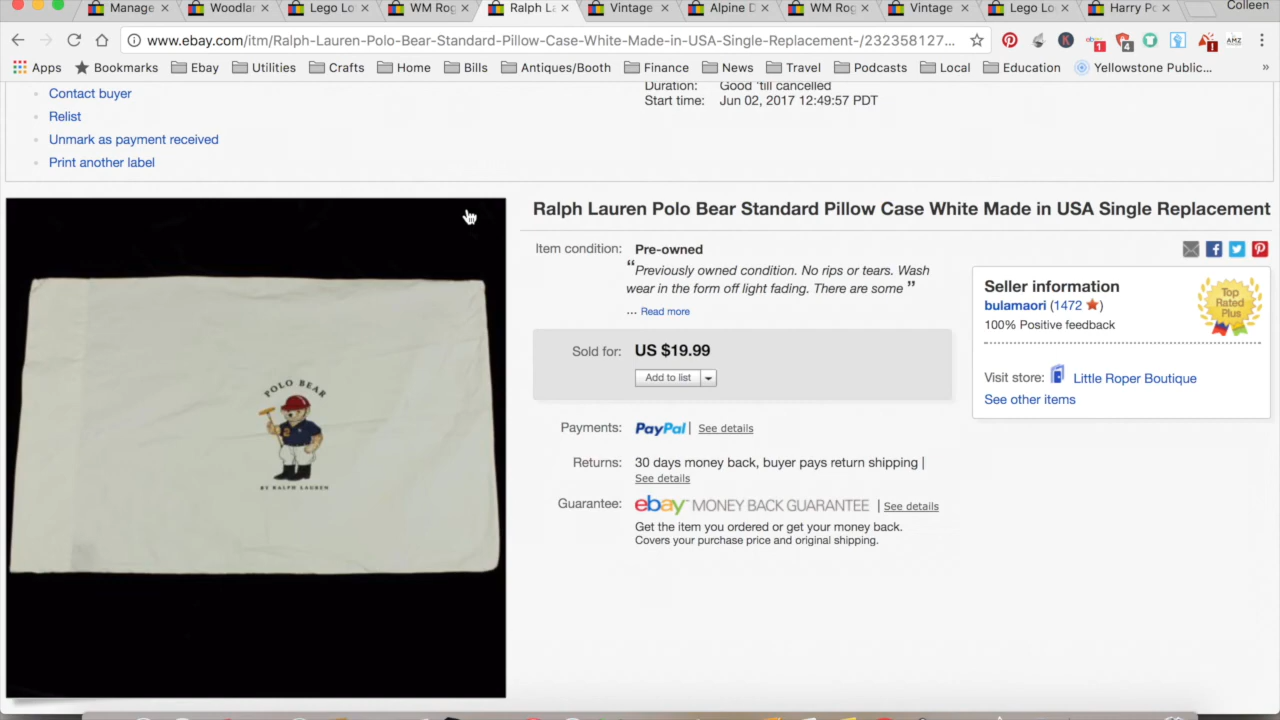 Manage
Woodlan
Lego Lo
WM Rog
Ralph La
Vintage
Alpine D
WM Rog
Vintage
Lego Lo
Harry Po
Colleen
www.ebay.com/itm/Ralph-Lauren-Polo-Bear-Standard-Pillow-Case-White-Made-in-USA-Single-Replacement-/232358127...
Apps Bookmarks Ebay Utilities Crafts Home Bills Antiques/Booth Finance News Travel Podcasts Local Education Yellowstone Public... »
Contact buyer
Relist
Unmark as payment received
Print another label
Duration: Good 'till cancelled
Start time: Jun 02, 2017 12:49:57 PDT
POLO BEAR
BY RALPH LAUREN
Ralph Lauren Polo Bear Standard Pillow Case White Made in USA Single Replacement
Item condition: Pre-owned
“Previously owned condition. No rips or tears. Wash
wear in the form off light fading. There are some ”
... Read more
Sold for: US $19.99
Add to list
Payments: PayPal | See details
Returns: 30 days money back, buyer pays return shipping |
See details
Guarantee: ebay MONEY BACK GUARANTEE | See details
Get the item you ordered or get your money back.
Covers your purchase price and original shipping.
Seller information
bulamaori (1472 )
100% Positive feedback
Top
Rated
Plus
Visit store: Little Roper Boutique
See other items